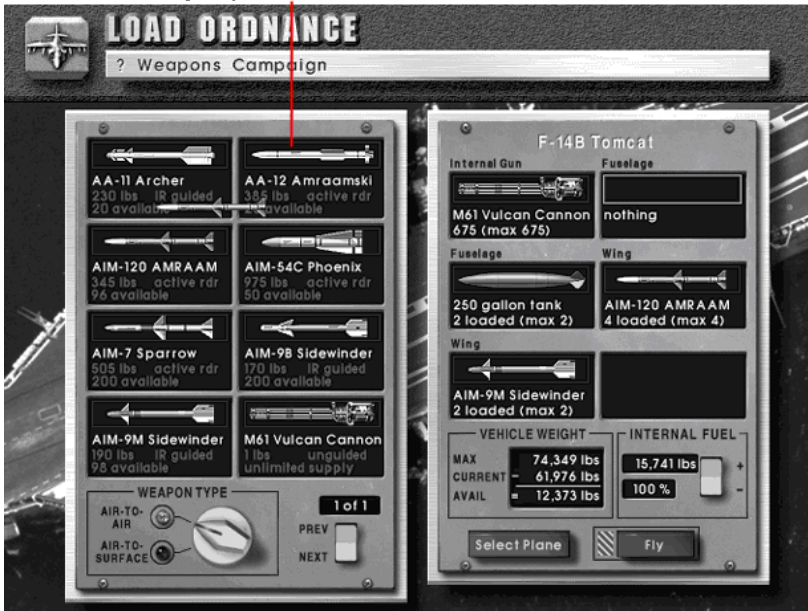 LOAD ORDNANCE
? Weapons Campaign
AA-11 Archer
230 lbs IR guided
20 available
AA-12 Amraamski
385 lbs active rdr
available
AIM-120 AMRAAM
345 lbs active rdr
96 available
AIM-54C Phoenix
975 lbs active rdr
50 available
AIM-7 Sparrow
505 lbs active rdr
200 available
AIM-9B Sidewinder
170 lbs IR guided
200 available
AIM-9M Sidewinder
190 lbs IR guided
98 available
M61 Vulcan Cannon
1 lbs unguided
unlimited supply
WEAPON TYPE
AIR-TO-
AIR
AIR-TO-
SURFACE
1 of 1
PREV
NEXT
F-14B Tomcat
Internal Gun
M61 Vulcan Cannon
675 (max 675)
Fuselage
nothing
Fuselage
250 gallon tank
2 loaded (max 2)
Wing
AIM-120 AMRAAM
4 loaded (max 4)
Wing
AIM-9M Sidewinder
2 loaded (max 2)
VEHICLE WEIGHT
MAX 74,349 lbs
CURRENT - 61,976 lbs
AVAIL = 12,373 lbs
INTERNAL FUEL
15,741 lbs +
100 % -
Select Plane
Fly